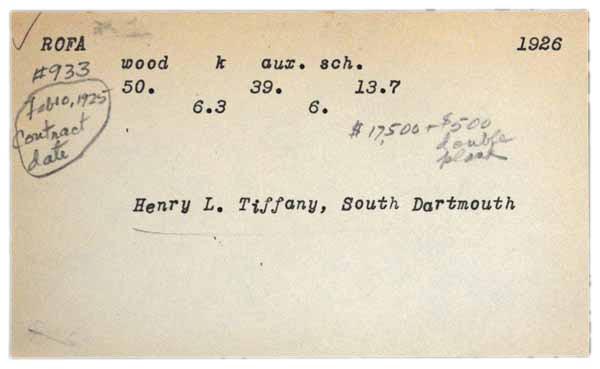 ROFA 1926
#933 wood k aux. sch.
50. 39. 13.7
6.3 6.
Feb 10, 1925
Contract
date
$17,500 + $500
double
plank
Henry L. Tiffany, South Dartmouth